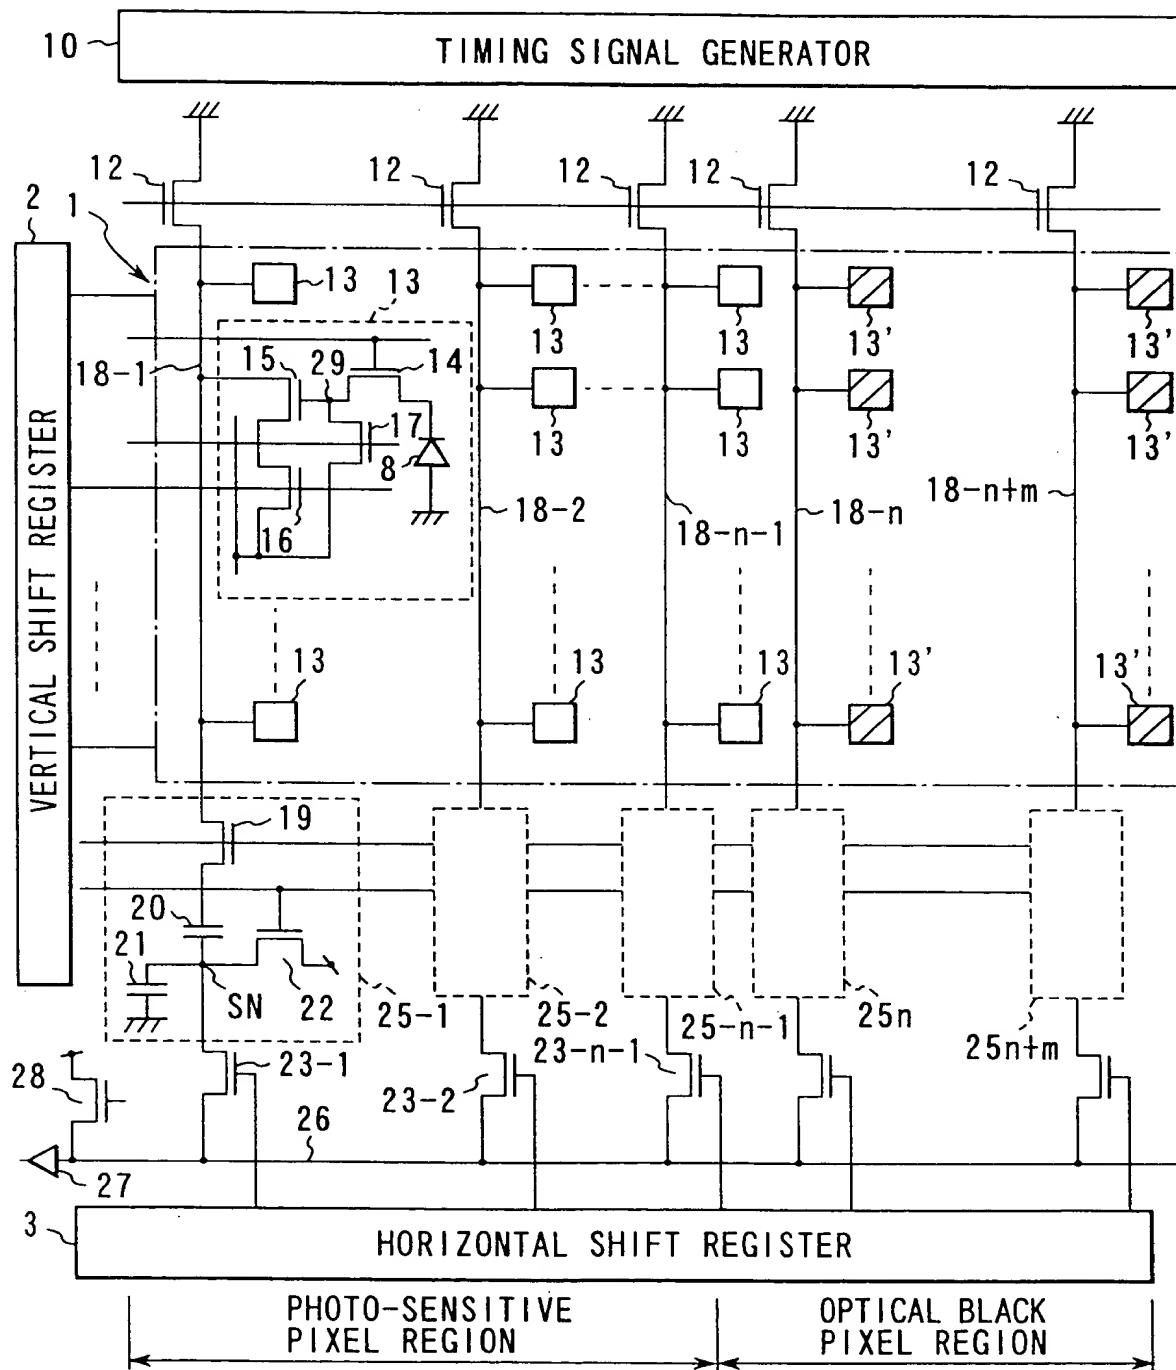 10
TIMING SIGNAL GENERATOR
12 12 12 12 12
2
1
13 13
13 13 13' 13'
18-1
15 29 14
17
8
16
13 13 13' 13'
18-2 18-n-1 18-n 18-n+m
VERTICAL SHIFT REGISTER
13 13 13 13' 13'
19
20
21
SN 22 25-1 25-2 25-n-1 25n 25n+m
28
23-1 23-2 23-n-1
26
27
3
HORIZONTAL SHIFT REGISTER
PHOTO-SENSITIVE
PIXEL REGION
OPTICAL BLACK
PIXEL REGION